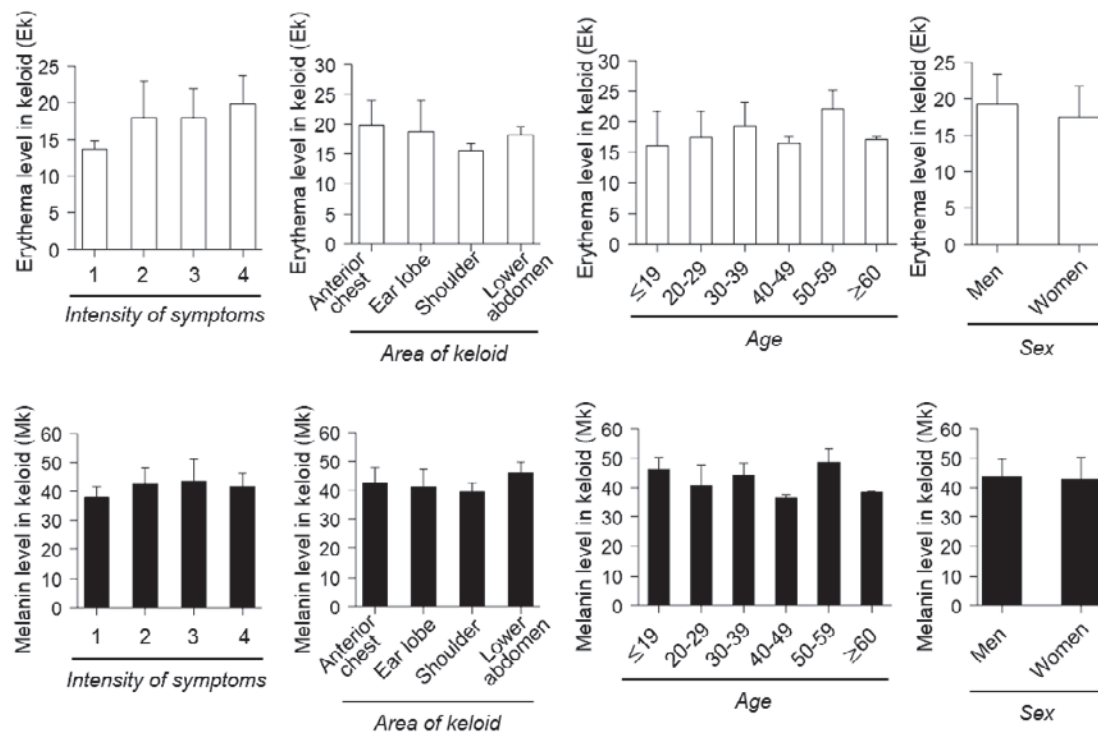 Erythema level in keloid (Ek)
25
20
15
10
5
0
1 2 3 4
Intensity of symptoms
Erythema level in keloid (Ek)
30
25
20
15
10
5
0
Anterior
chest
Ear lobe
Shoulder
Lower
abdomen
Area of keloid
Erythema level in keloid (Ek)
30
25
20
15
10
5
0
≤19
20-29
30-39
40-49
50-59
≥60
Age
Erythema level in keloid (Ek)
25
20
15
10
5
0
Men
Women
Sex
Melanin level in keloid (Mk)
60
50
40
30
20
10
0
1 2 3 4
Intensity of symptoms
Melanin level in keloid (Mk)
60
50
40
30
20
10
0
Anterior
chest
Ear lobe
Shoulder
Lower
abdomen
Area of keloid
Melanin level in keloid (Mk)
60
50
40
30
20
10
0
≤19
20-29
30-39
40-49
50-59
≥60
Age
Melanin level in keloid (Mk)
60
50
40
30
20
10
0
Men
Women
Sex